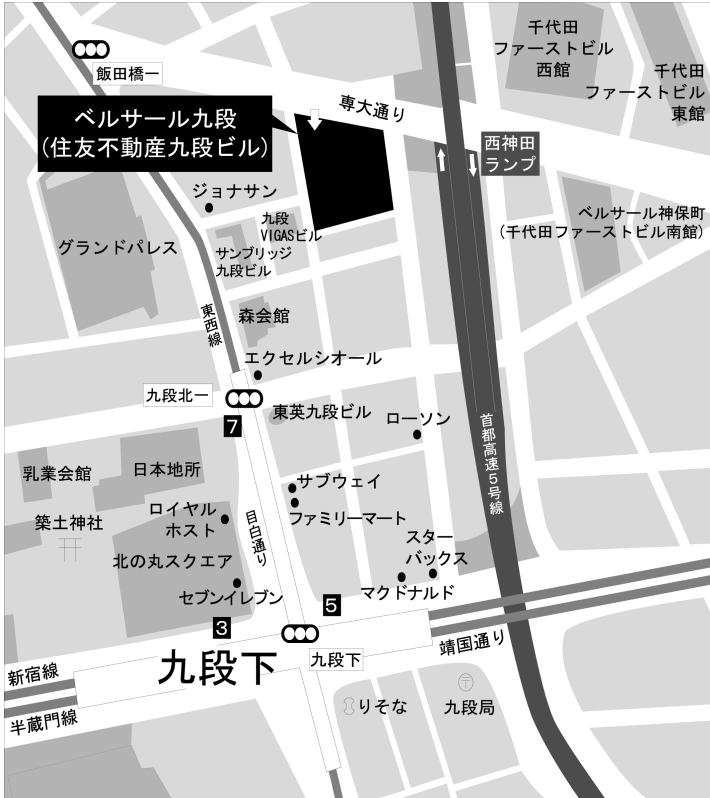 飯田橋一
千代田
ファーストビル
西館
千代田
ファーストビル
東館
専大通り
ベルサール九段
(住友不動産九段ビル)
西神田
ランプ
ジョナサン
九段
VIGASビル
サンブリッジ
九段ビル
グランドパレス
ベルサール神保町
(千代田ファーストビル南館)
東西線
森会館
エクセルシオール
九段北一
7
東英九段ビル
ローソン
首都高速5号線
乳業会館
日本地所
サブウェイ
ファミリーマート
ロイヤル
ホスト
目白通り
築土神社
スター
バックス
北の丸スクエア
マクドナルド
セブンイレブン
5
3
九段下
九段下
靖国通り
新宿線
半蔵門線
りそな
九段局